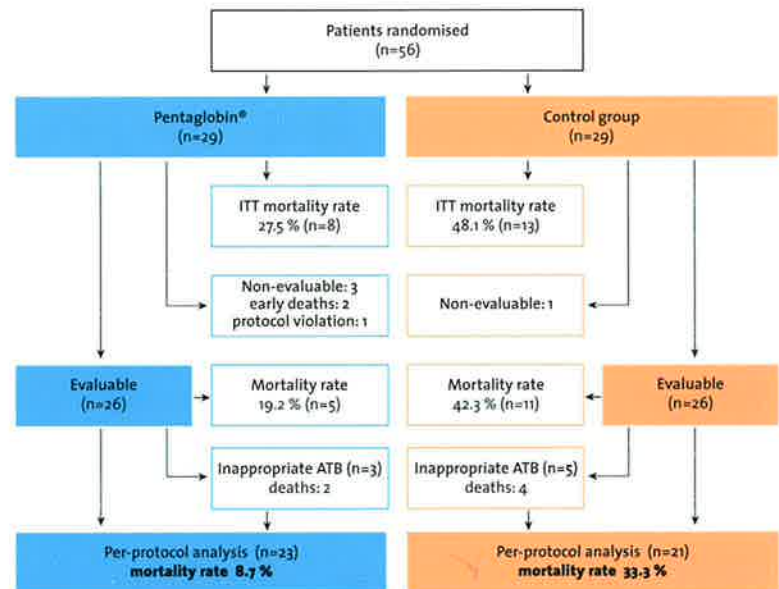 Patients randomised
(n=56)
Pentaglobin®
(n=29)
Control group
(n=29)
ITT mortality rate
27.5 % (n=8)
ITT mortality rate
48.1 % (n=13)
Non-evaluable: 3
early deaths: 2
protocol violation: 1
Non-evaluable: 1
Evaluable
(n=26)
Mortality rate
19.2 % (n=5)
Mortality rate
42.3 % (n=11)
Evaluable
(n=26)
Inappropriate ATB (n=3)
deaths: 2
Inappropriate ATB (n=5)
deaths: 4
Per-protocol analysis (n=23)
mortality rate 8.7 %
Per-protocol analysis (n=21)
mortality rate 33.3 %